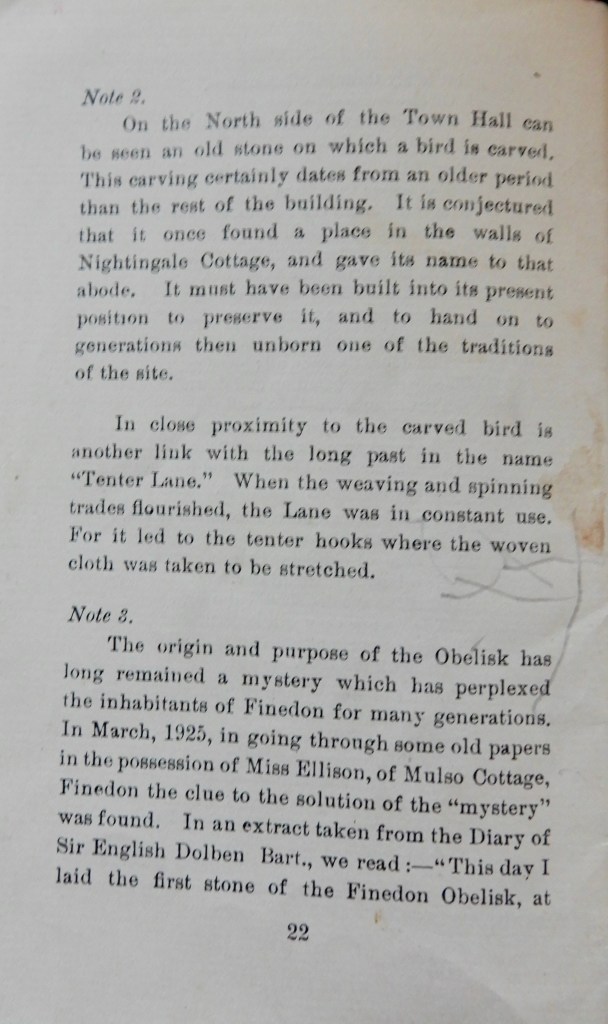 Note 2.
On the North side of the Town Hall can
be seen an old stone on which a bird is carved.
This carving certainly dates from an older period
than the rest of the building. It is conjectured
that it once found a place in the walls of
Nightingale Cottage, and gave its name to that
abode. It must have been built into its present
position to preserve it, and to hand on to
generations then unborn one of the traditions
of the site.
In close proximity to the carved bird is
another link with the long past in the name
"Tenter Lane." When the weaving and spinning
trades flourished, the Lane was in constant use.
For it led to the tenter hooks where the woven
cloth was taken to be stretched.
Note 3.
The origin and purpose of the Obelisk has
long remained a mystery which has perplexed
the inhabitants of Finedon for many generations.
In March, 1925, in going through some old papers
in the possession of Miss Ellison, of Mulso Cottage,
Finedon the clue to the solution of the "mystery"
was found. In an extract taken from the Diary of
Sir English Dolben Bart., we read :—"This day I
laid the first stone of the Finedon Obelisk, at
22